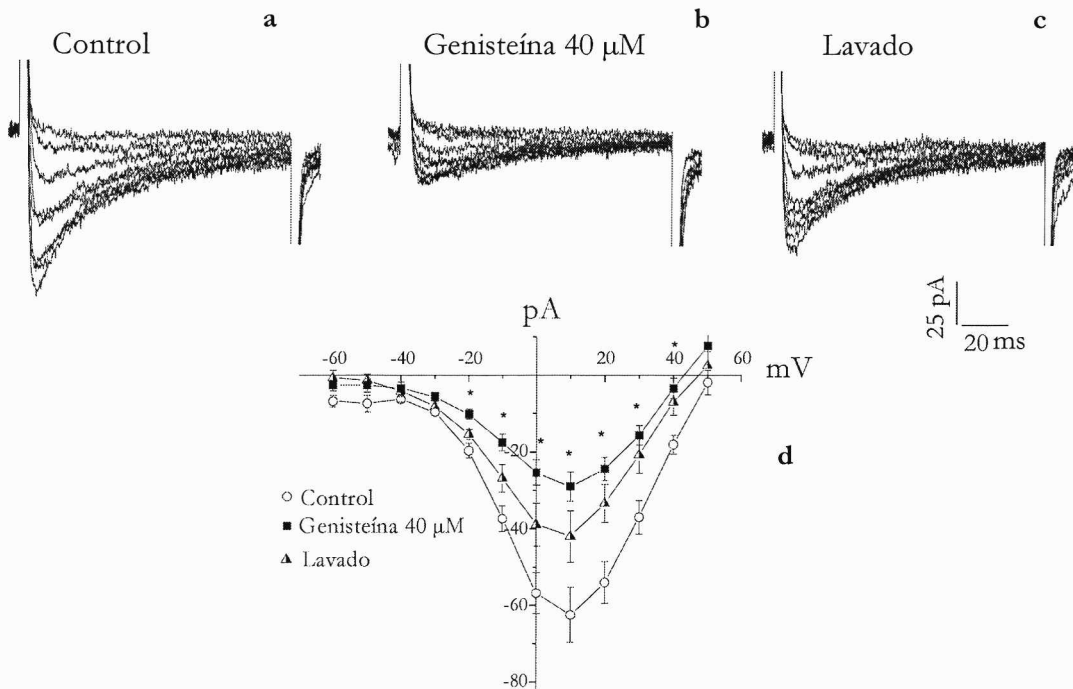 a
b
c
Control
Genisteína 40 µM
Lavado
25 pA
20 ms
pA
-60
-40
-20
20
40
60
mV
* * * * * * *
-20
-40
-60
-80
d
Control
Genisteína 40 µM
Lavado